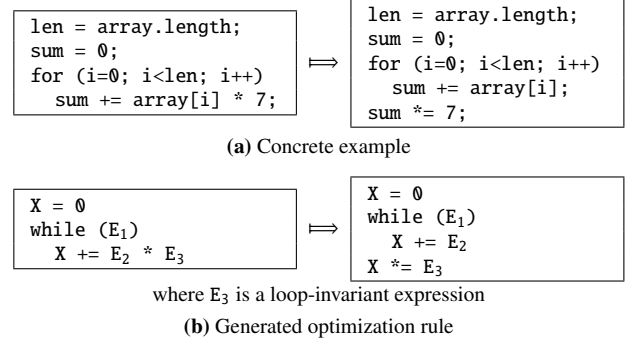 len = array.length;
sum = 0;
for (i=0; i<len; i++)
sum += array[i] * 7;
⟹
len = array.length;
sum = 0;
for (i=0; i<len; i++)
sum += array[i];
sum *= 7;
(a) Concrete example
X = 0
while (E₁)
X += E₂ * E₃
⟹
X = 0
while (E₁)
X += E₂
X *= E₃
where E₃ is a loop-invariant expression
(b) Generated optimization rule